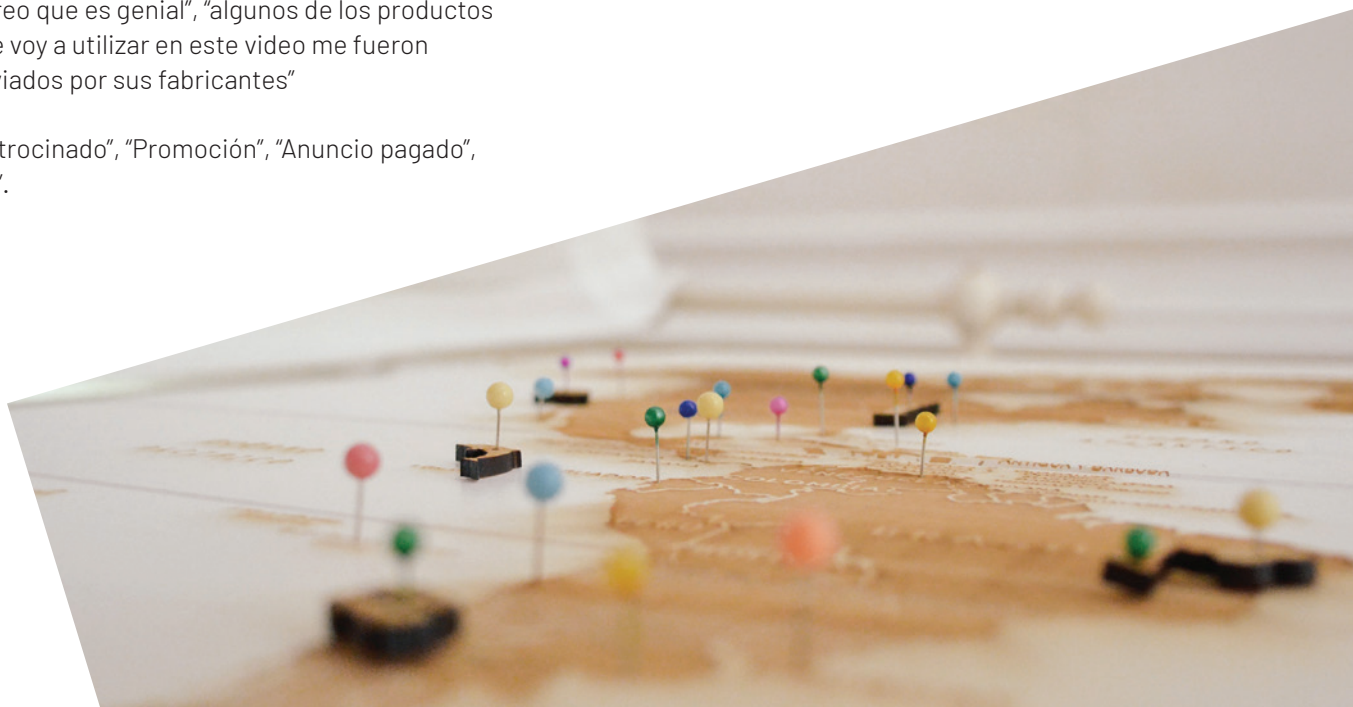 reo que es genial”, “algunos de los productos
e voy a utilizar en este video me fueron
viados por sus fabricantes”
trocinado”, “Promoción”, “Anuncio pagado”,
”.